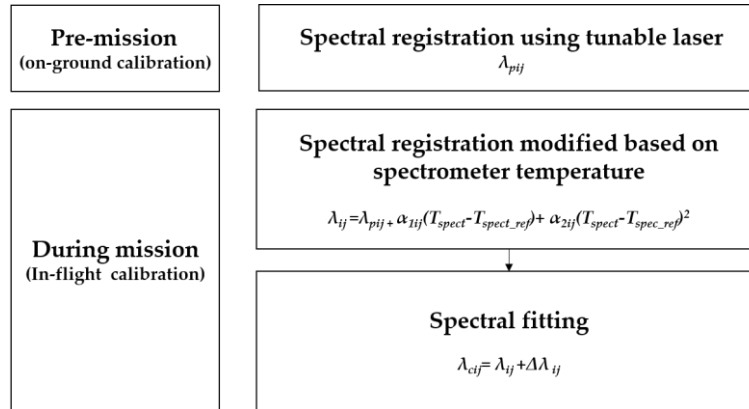 Pre-mission
(on-ground calibration)
Spectral registration using tunable laser
λpij
During mission
(In-flight calibration)
Spectral registration modified based on
spectrometer temperature
λij =λpij + α1ij(Tspect-Tspect_ref)+ α2ij(Tspect-Tspec_ref)²
Spectral fitting
λcij= λij +Δλ ij